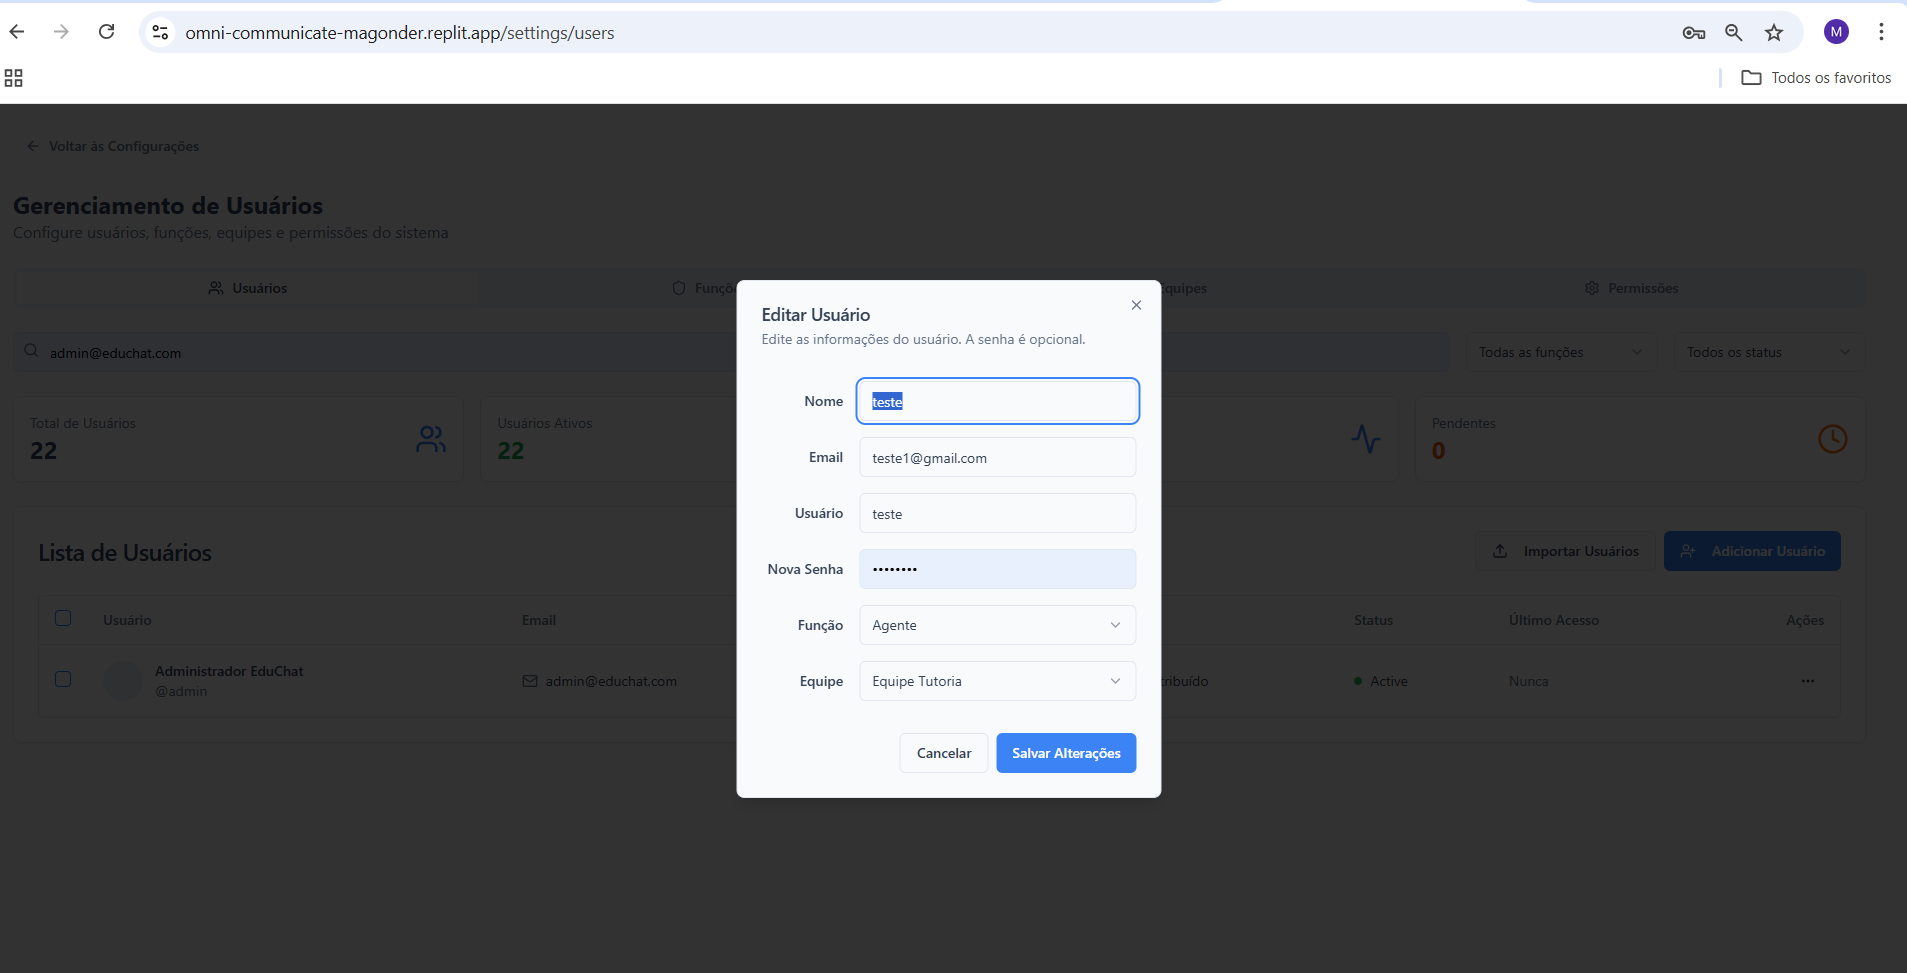 omni-communicate-magonder.replit.app/settings/users
M
Todos os favoritos
Voltar às Configurações
Gerenciamento de Usuários
Configure usuários, funções, equipes e permissões do sistema
Usuários
Funçõ
quipes
Permissões
admin@educhat.com
Todas as funções
Todos os status
Total de Usuários
22
Usuários Ativos
22
Pendentes
0
Lista de Usuários
Importar Usuários
Adicionar Usuário
Usuário
Email
Status
Último Acesso
Ações
Administrador EduChat
@admin
admin@educhat.com
tribuído
Active
Nunca
Editar Usuário
Edite as informações do usuário. A senha é opcional.
Nome
teste
Email
teste1@gmail.com
Usuário
teste
Nova Senha
••••••••
Função
Agente
Equipe
Equipe Tutoria
Cancelar
Salvar Alterações